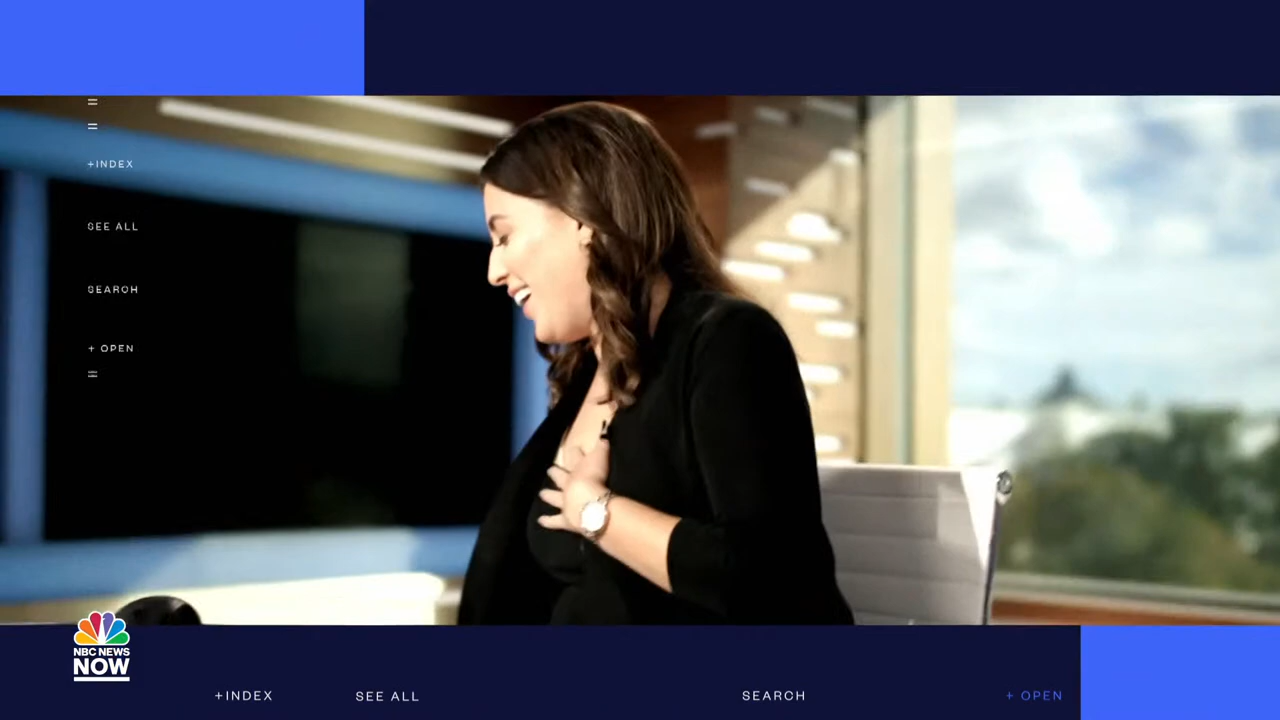 +INDEX
SEE ALL
SEARCH
+ OPEN
NBC NEWS
NOW
+INDEX
SEE ALL
SEARCH
+ OPEN